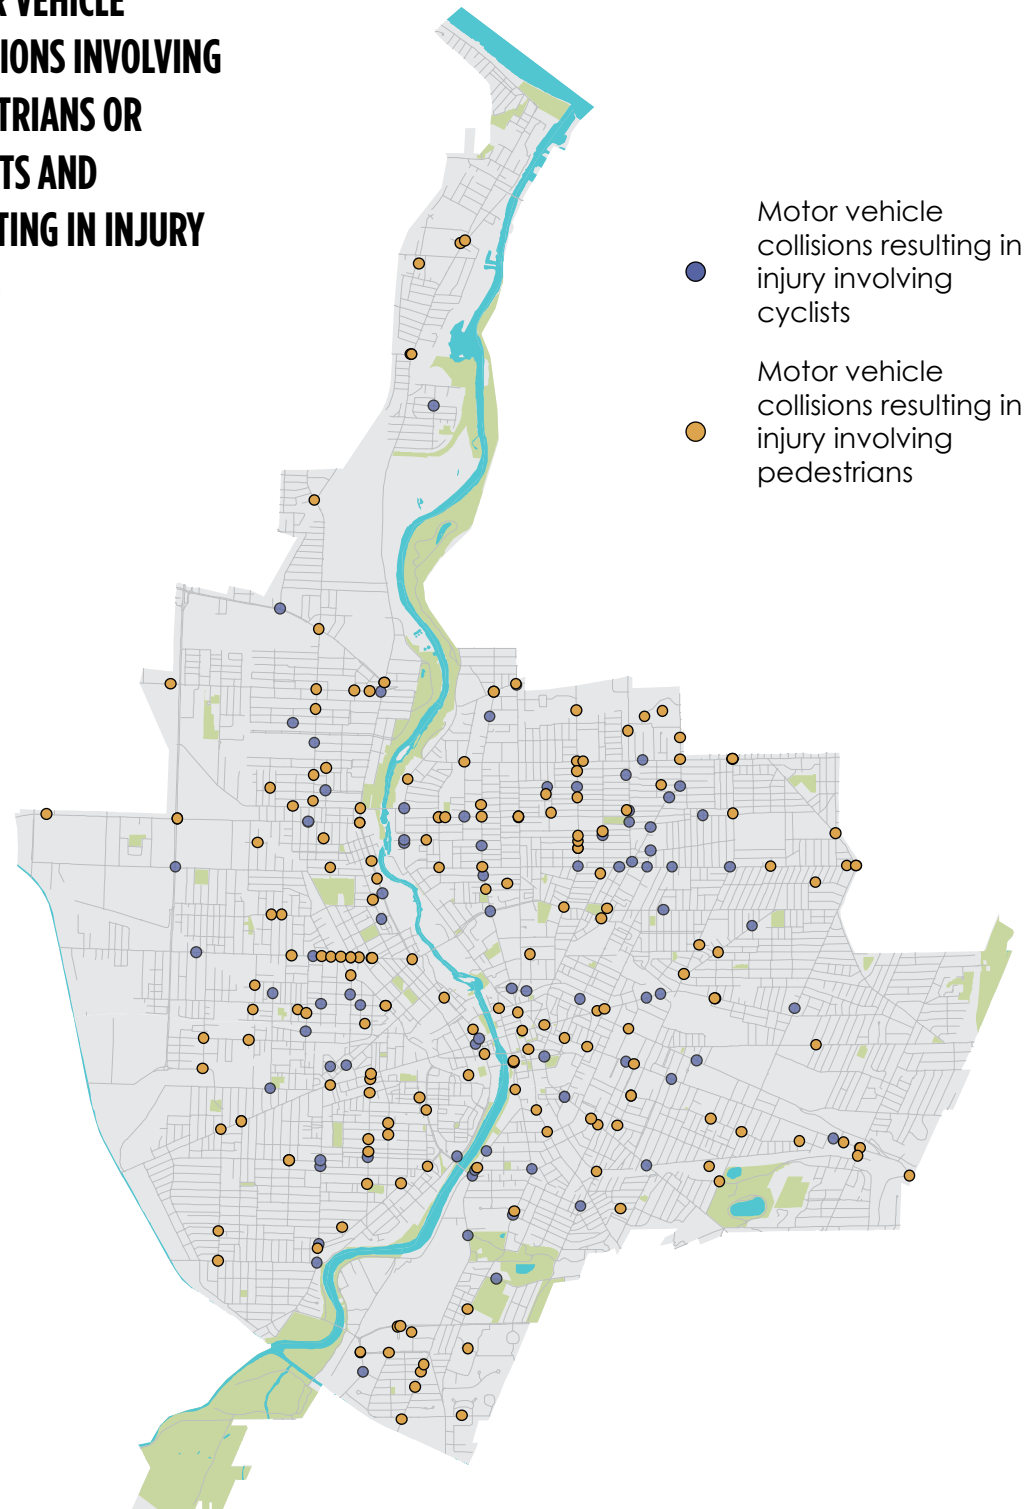 VEHICLE
IONS INVOLVING
TRIANS OR
TS AND
TING IN INJURY
Motor vehicle
collisions resulting in
injury involving
cyclists
Motor vehicle
collisions resulting in
injury involving
pedestrians